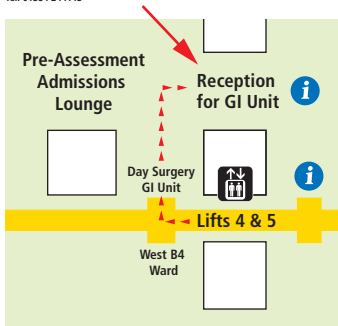 Pre-Assessment
Admissions
Lounge
Reception
for GI Unit
i
Day Surgery
GI Unit
i
Lifts 4 & 5
West B4
Ward